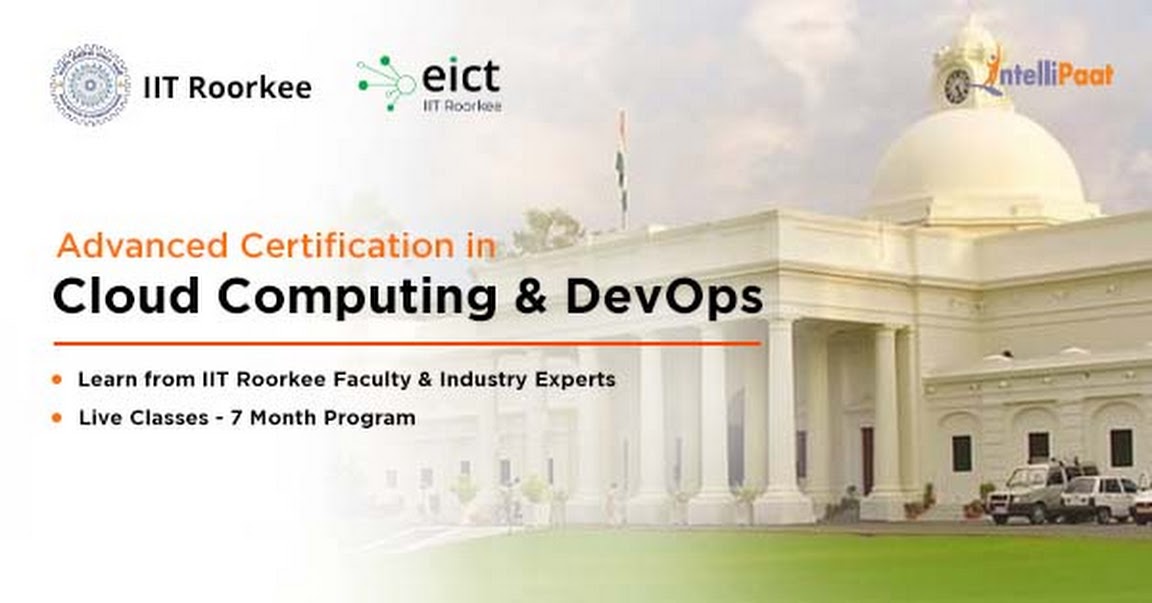 IIT Roorkee
eict
IIT Roorkee
IntelliPaat
Advanced Certification in
Cloud Computing & DevOps
Learn from IIT Roorkee Faculty & Industry Experts
Live Classes - 7 Month Program